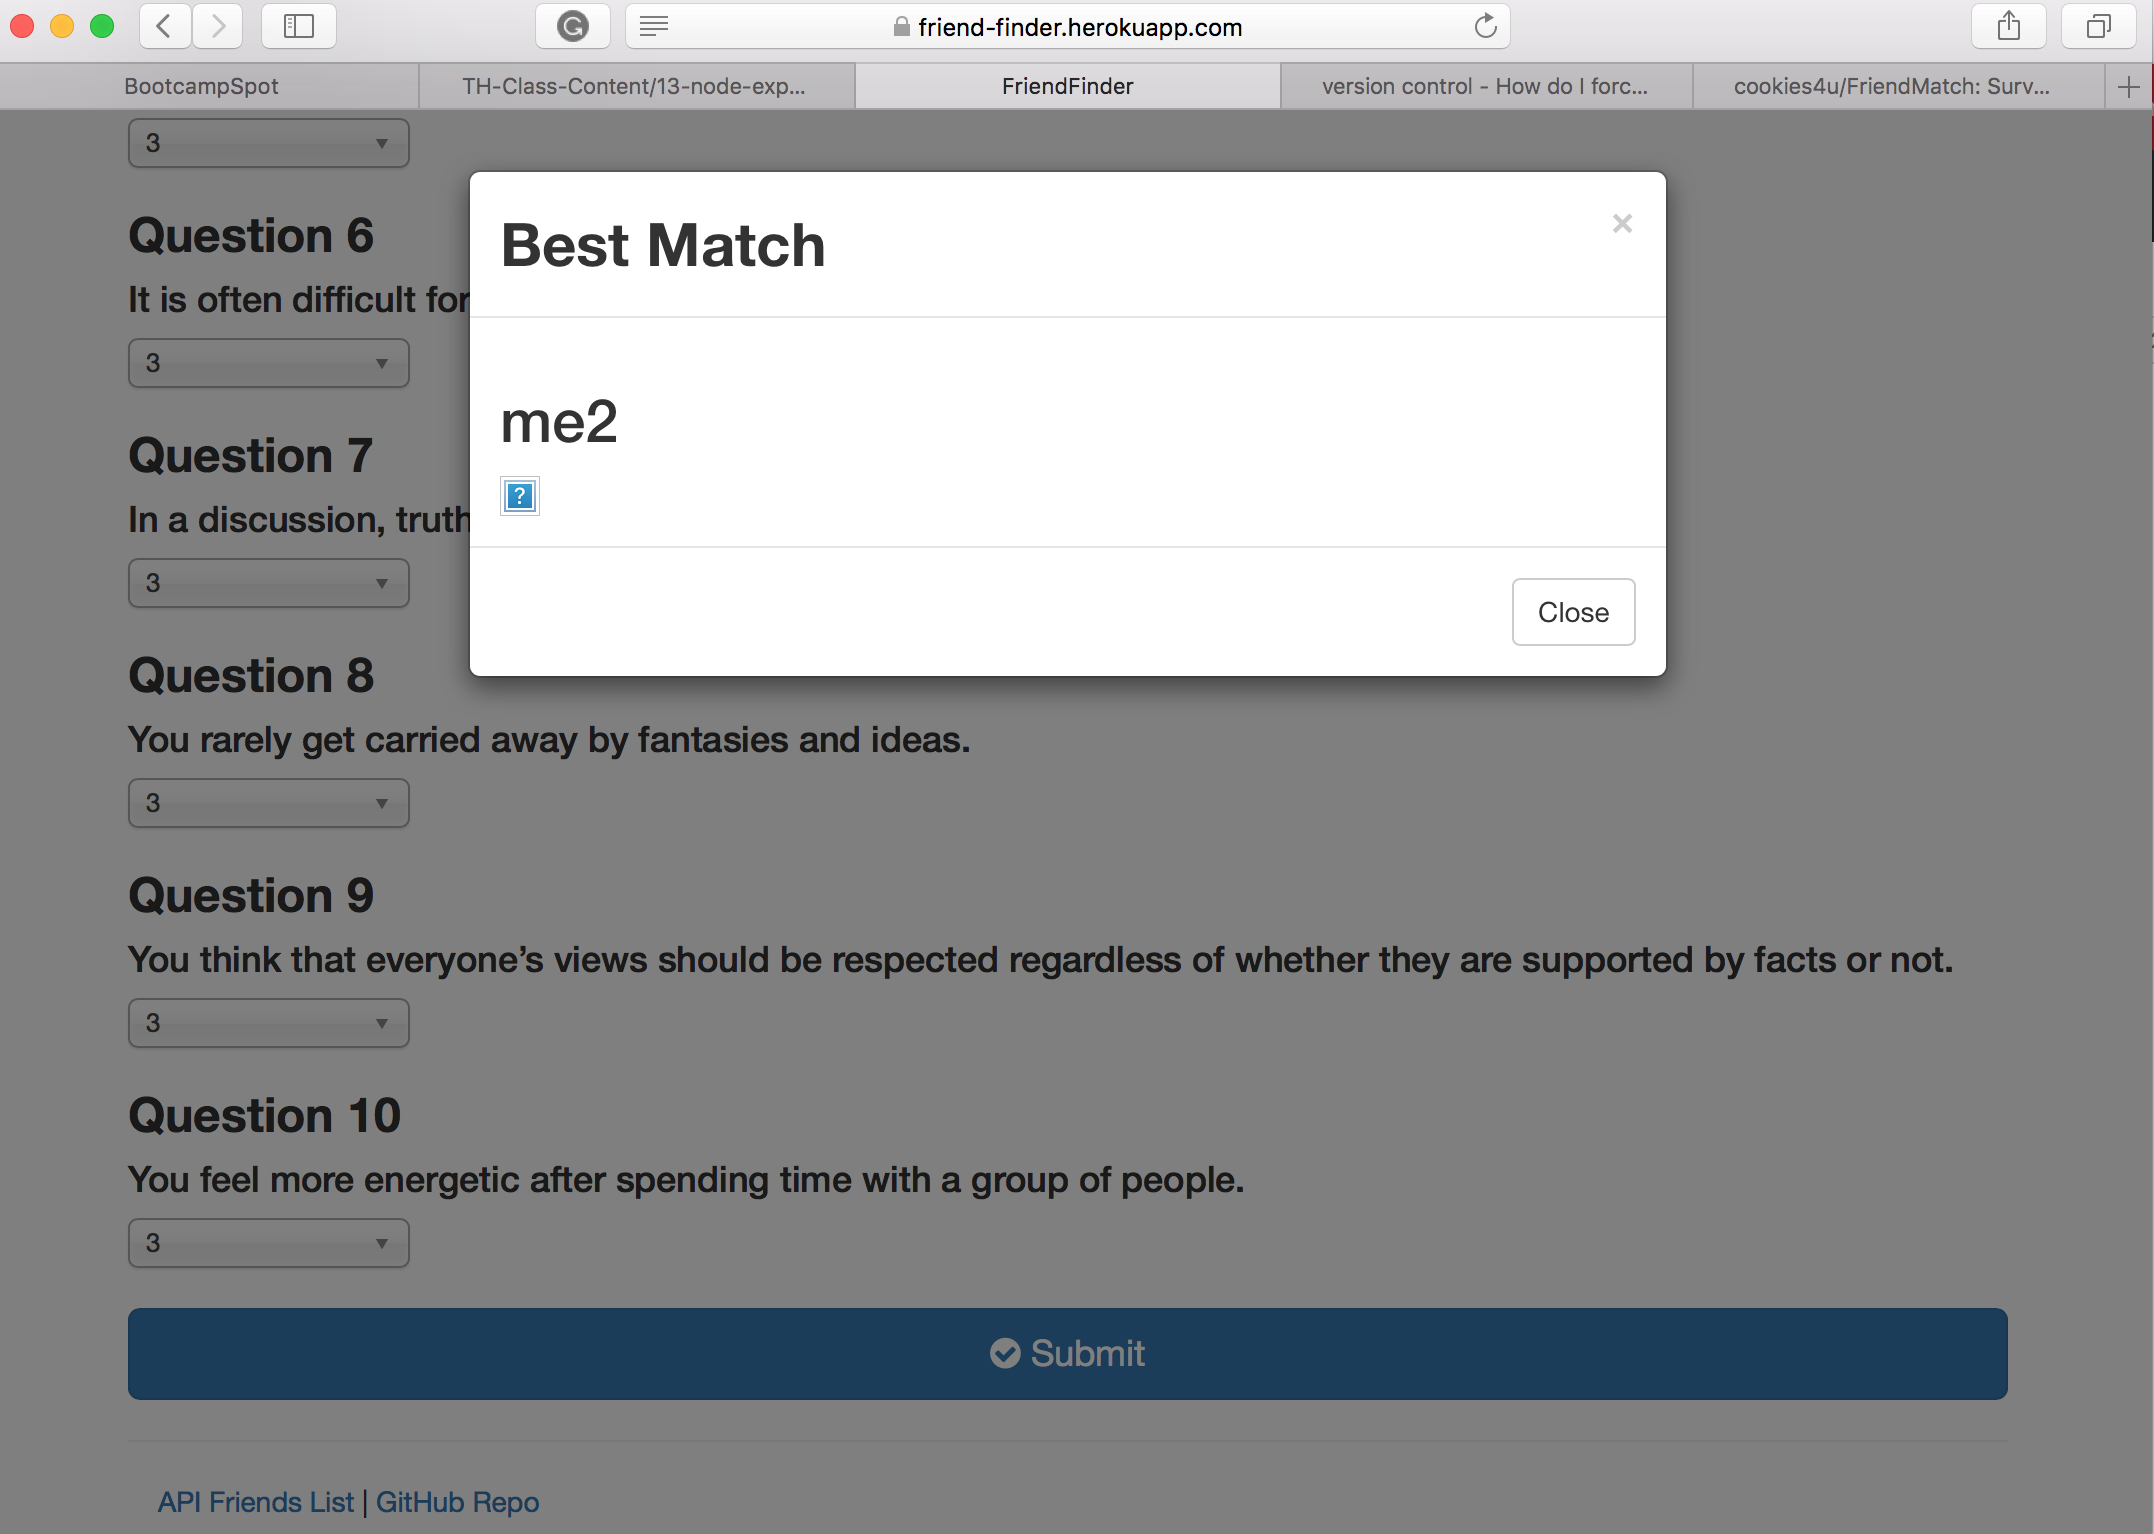 friend-finder.herokuapp.com
BootcampSpot
TH-Class-Content/13-node-exp...
FriendFinder
version control - How do I forc...
cookies4u/FriendMatch: Surv...
3
Best Match
×
me2
?
Close
Question 6
It is often difficult for
3
Question 7
In a discussion, truth
3
Question 8
You rarely get carried away by fantasies and ideas.
3
Question 9
You think that everyone’s views should be respected regardless of whether they are supported by facts or not.
3
Question 10
You feel more energetic after spending time with a group of people.
3
Submit
API Friends List | GitHub Repo